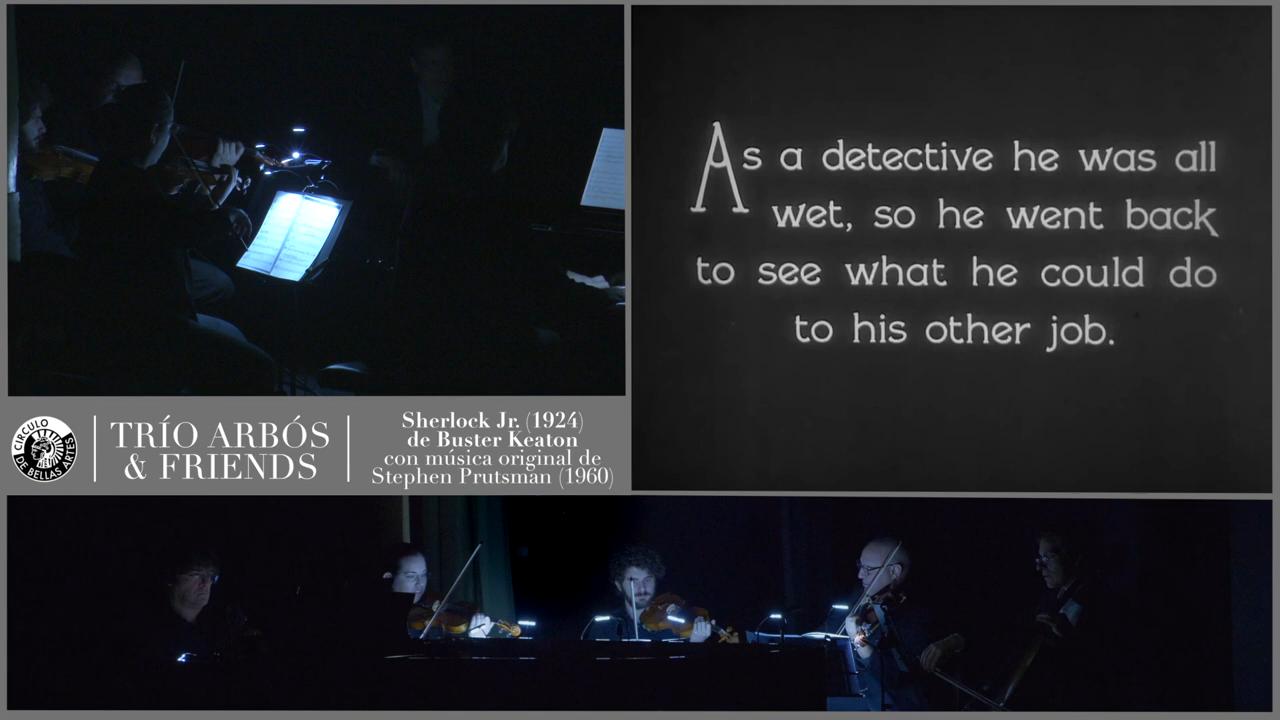 As a detective he was all
wet, so he went back
to see what he could do
to his other job.
CIRCULO
DE BELLAS ARTES
TRÍO ARBÓS
& FRIENDS
Sherlock Jr. (1924)
de Buster Keaton
con música original de
Stephen Prutsman (1960)